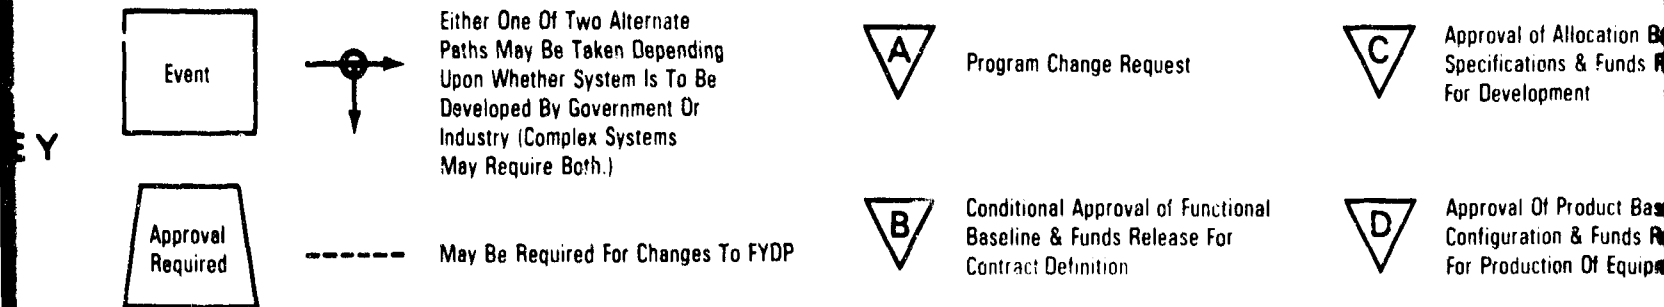 Event
Either One Of Two Alternate
Paths May Be Taken Depending
Upon Whether System Is To Be
Developed By Government Or
Industry (Complex Systems
May Require Both.)
A
Program Change Request
C
Approval of Allocation
Specifications & Funds
For Development
EY
Approval
Required
May Be Required For Changes To FYDP
B
Conditional Approval of Functional
Baseline & Funds Release For
Contract Definition
D
Approval Of Product
Configuration & Funds
For Production Of